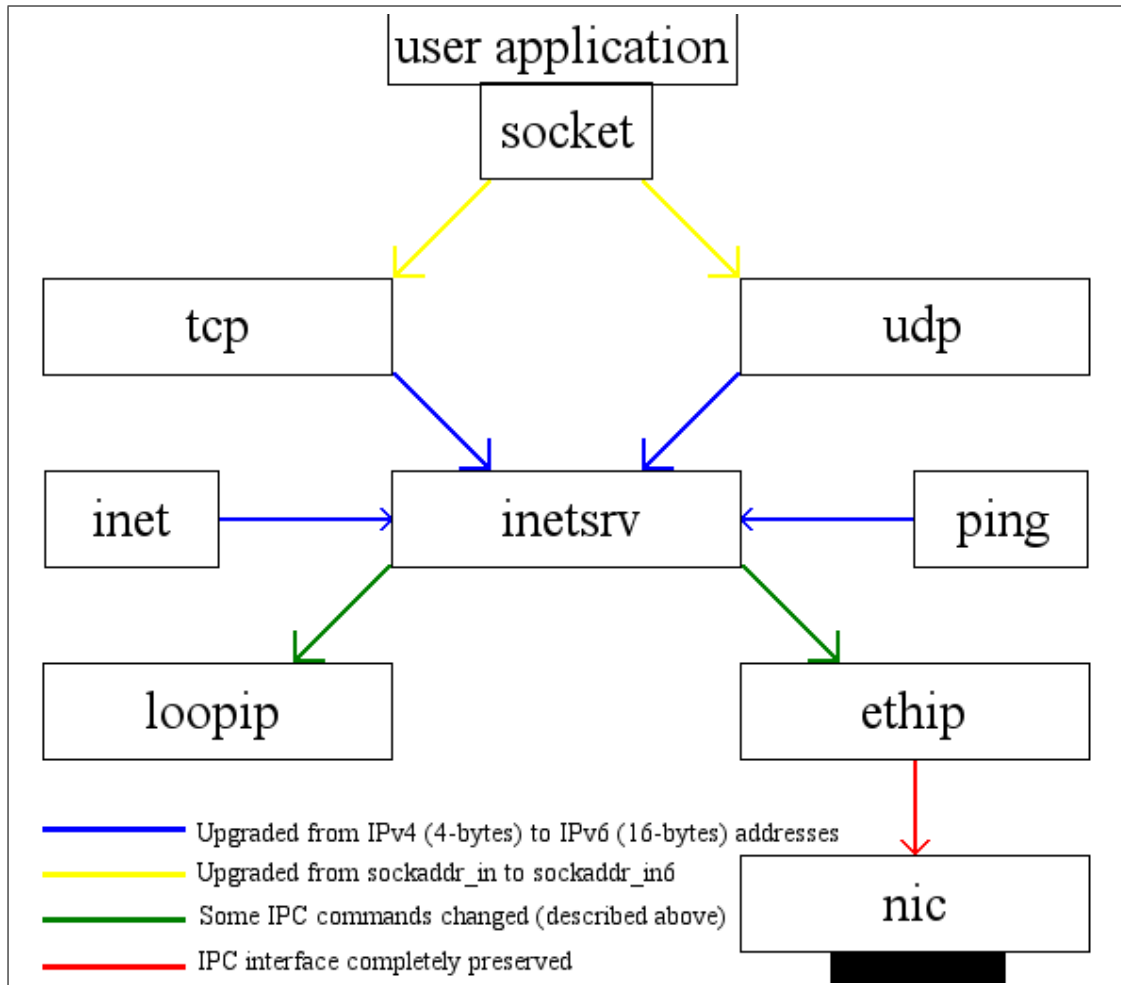 user application
socket
tcp
udp
inet
inetsrv
ping
loopip
ethip
Upgraded from IPv4 (4-bytes) to IPv6 (16-bytes) addresses
Upgraded from sockaddr_in to sockaddr_in6
Some IPC commands changed (described above)
IPC interface completely preserved
nic